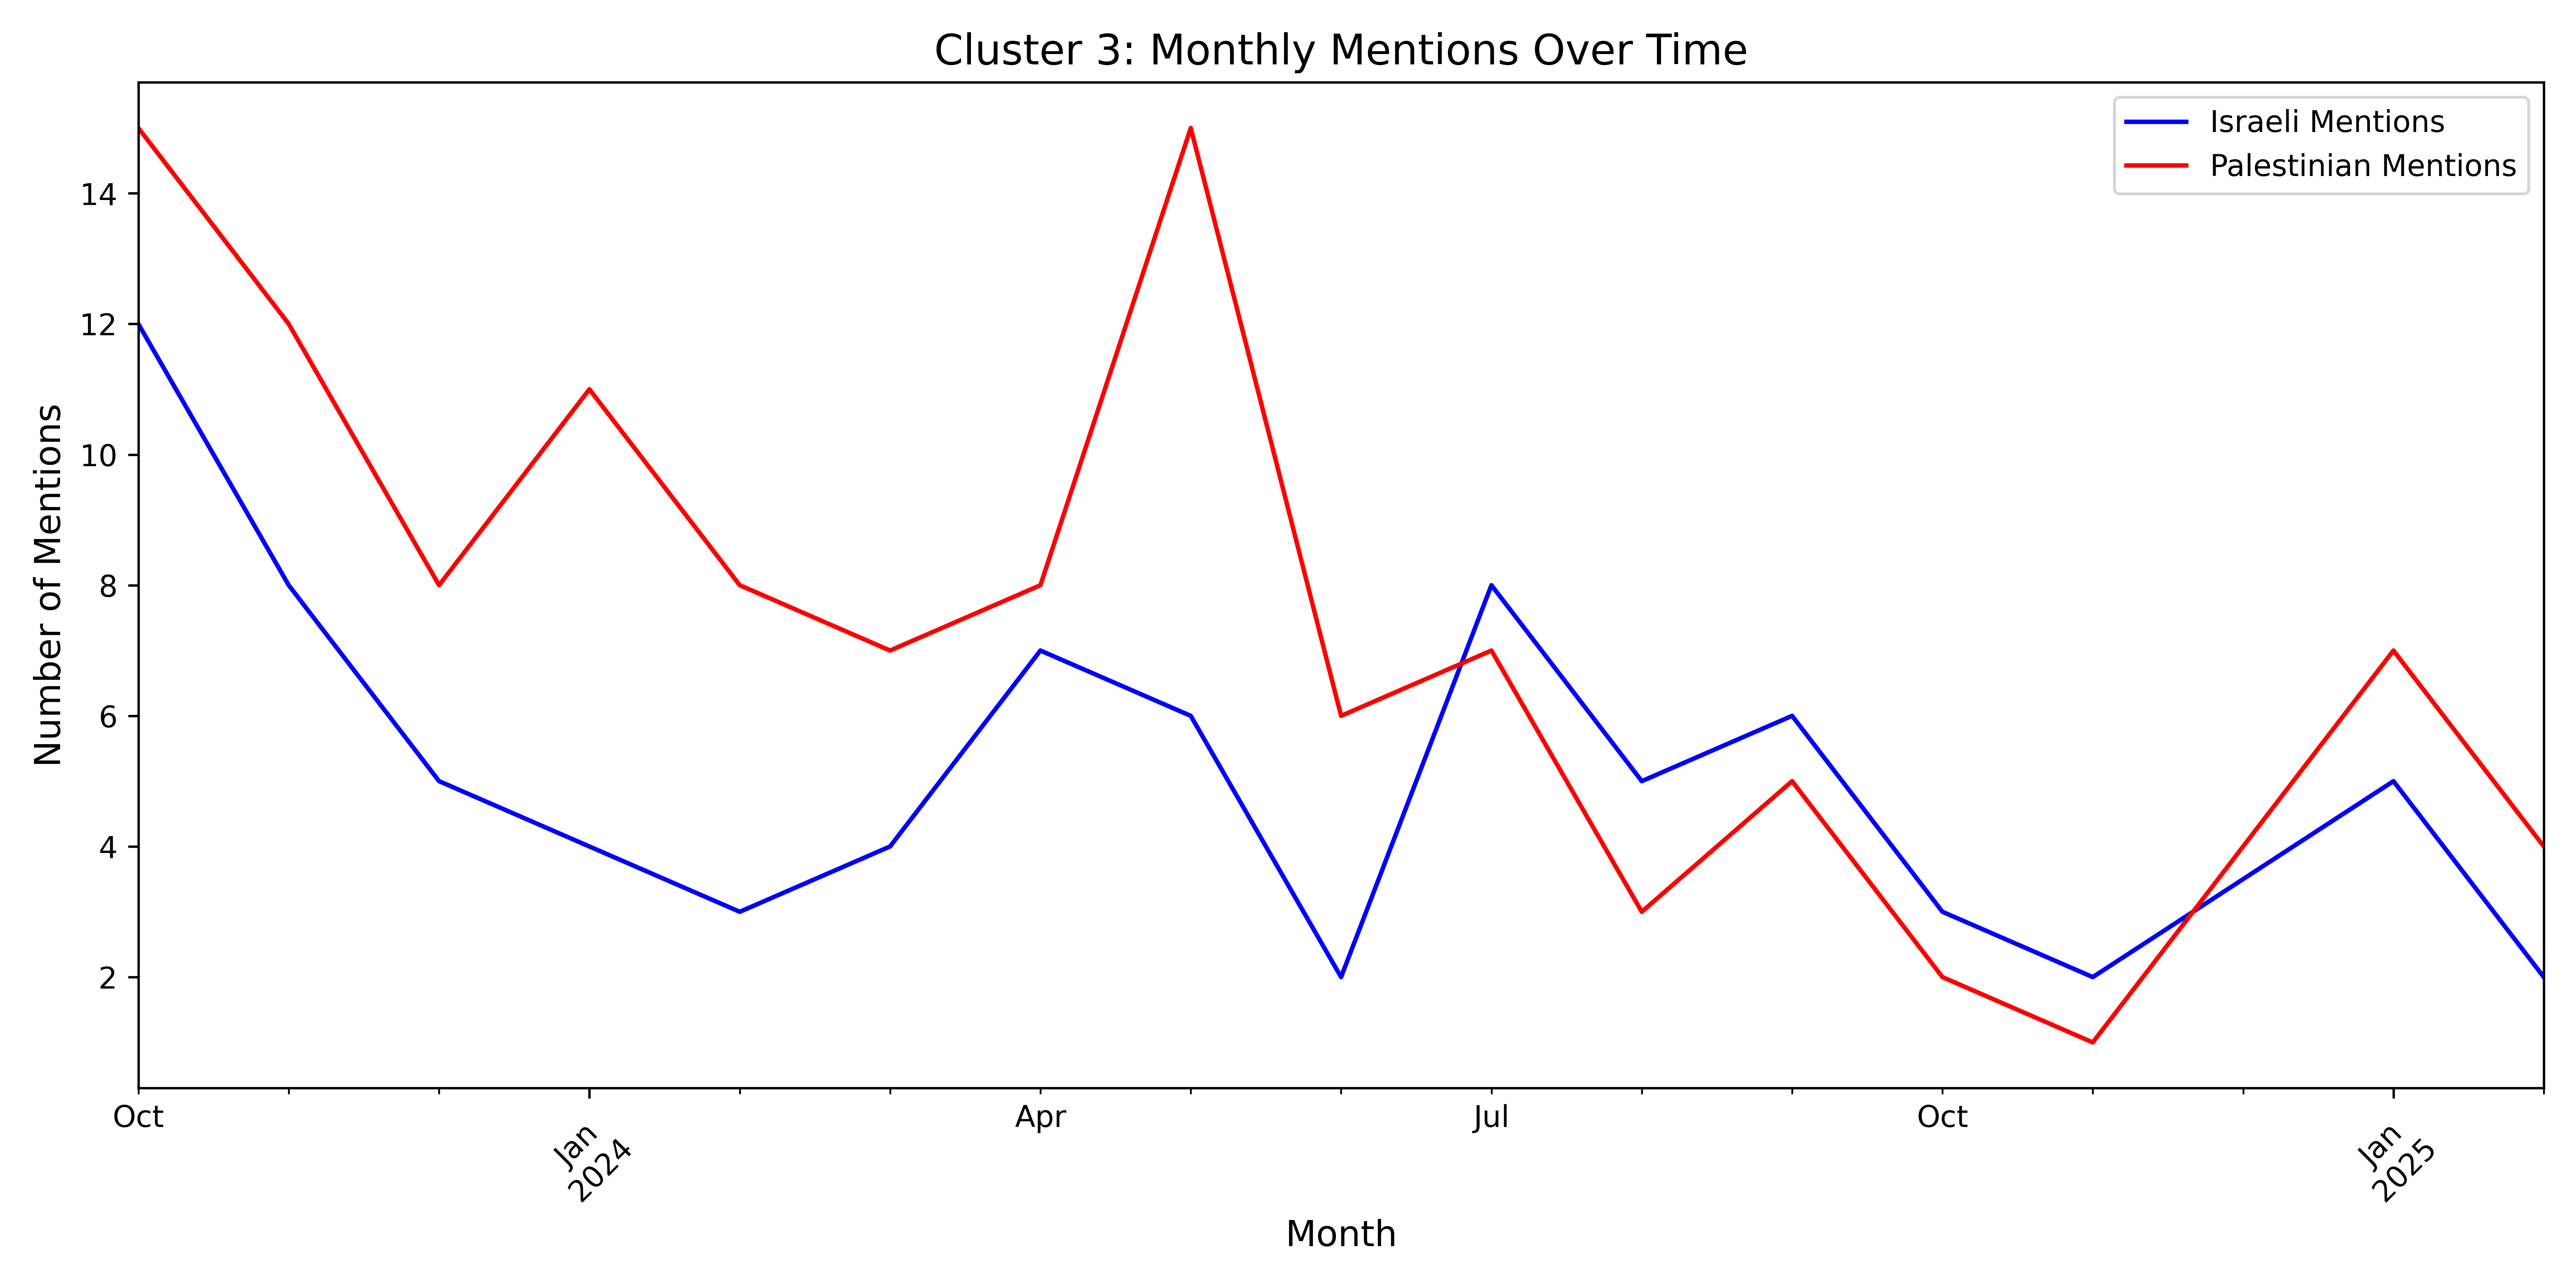 Cluster 3: Monthly Mentions Over Time
Israeli Mentions
Palestinian Mentions
Number of Mentions
14
12
10
8
6
4
2
Oct
Jan
2024
Apr
Jul
Oct
Jan
2025
Month